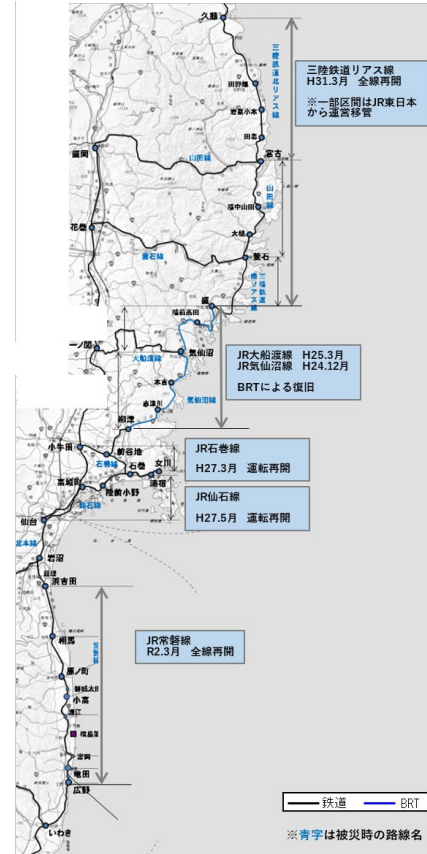 久慈
三陸鉄道北リアス線
三陸鉄道リアス線
H31.3月 全線再開
※一部区間はJR東日本
から運営移管
田野畑
岩泉小本
田老
盛岡
山田線
宮古
山田線
陸中山田
花巻
大槌
釜石線
釜石
三陸鉄道
南リアス線
盛
陸前高田
一ノ関
大船渡線
気仙沼
JR大船渡線 H25.3月
JR気仙沼線 H24.12月
BRTによる復旧
本吉
気仙沼線
志津川
柳津
小牛田
前谷地
石巻線
石巻
女川
浦宿
JR石巻線
H27.3月 運転再開
高城町
陸前小野
仙石線
JR仙石線
H27.5月 運転再開
仙台
岩沼
亘理
浜吉田
相馬
常磐線
JR常磐線
R2.3月 全線再開
原ノ町
磐城太田
小高
浪江
富岡
竜田
広野
いわき
鉄道
BRT
※青字は被災時の路線名